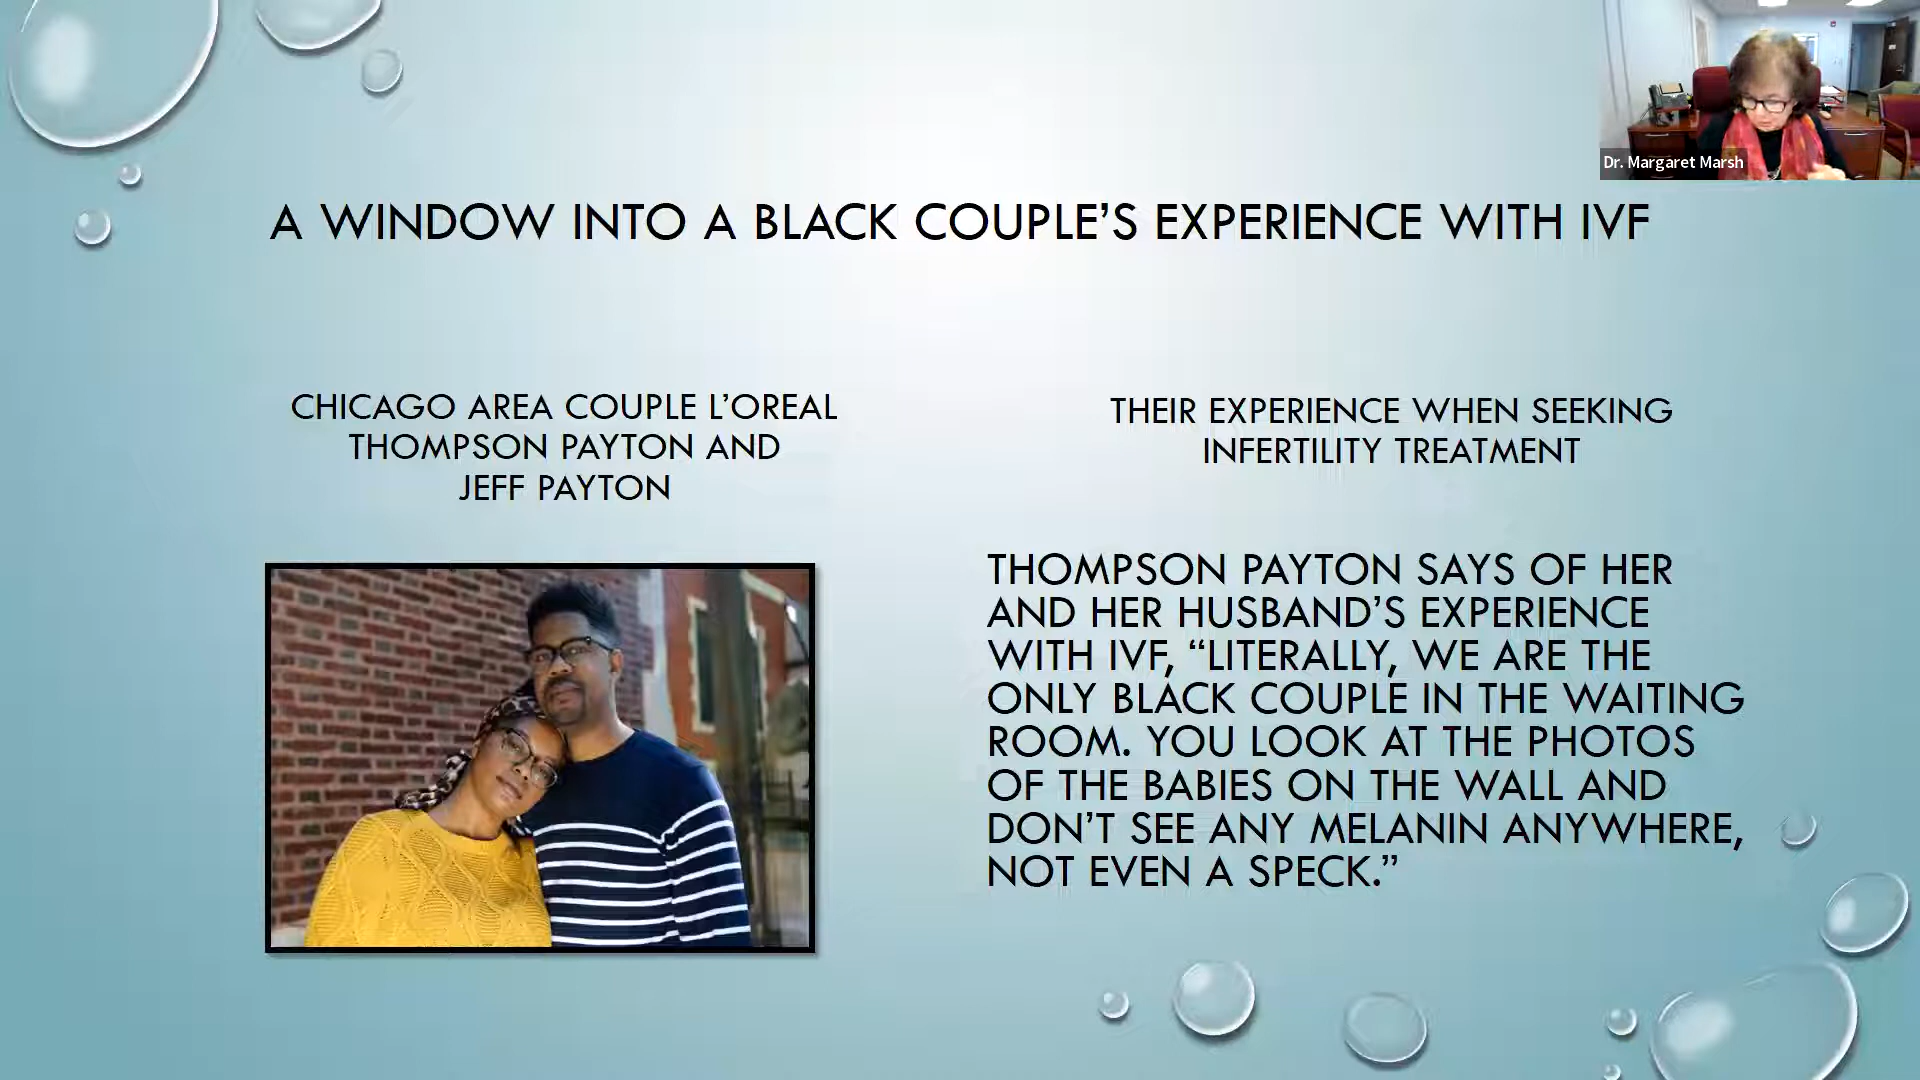 Dr. Margaret Marsh
A WINDOW INTO A BLACK COUPLE’S EXPERIENCE WITH IVF
CHICAGO AREA COUPLE L’OREAL
THOMPSON PAYTON AND
JEFF PAYTON
THEIR EXPERIENCE WHEN SEEKING
INFERTILITY TREATMENT
THOMPSON PAYTON SAYS OF HER
AND HER HUSBAND’S EXPERIENCE
WITH IVF, “LITERALLY, WE ARE THE
ONLY BLACK COUPLE IN THE WAITING
ROOM. YOU LOOK AT THE PHOTOS
OF THE BABIES ON THE WALL AND
DON’T SEE ANY MELANIN ANYWHERE,
NOT EVEN A SPECK.”